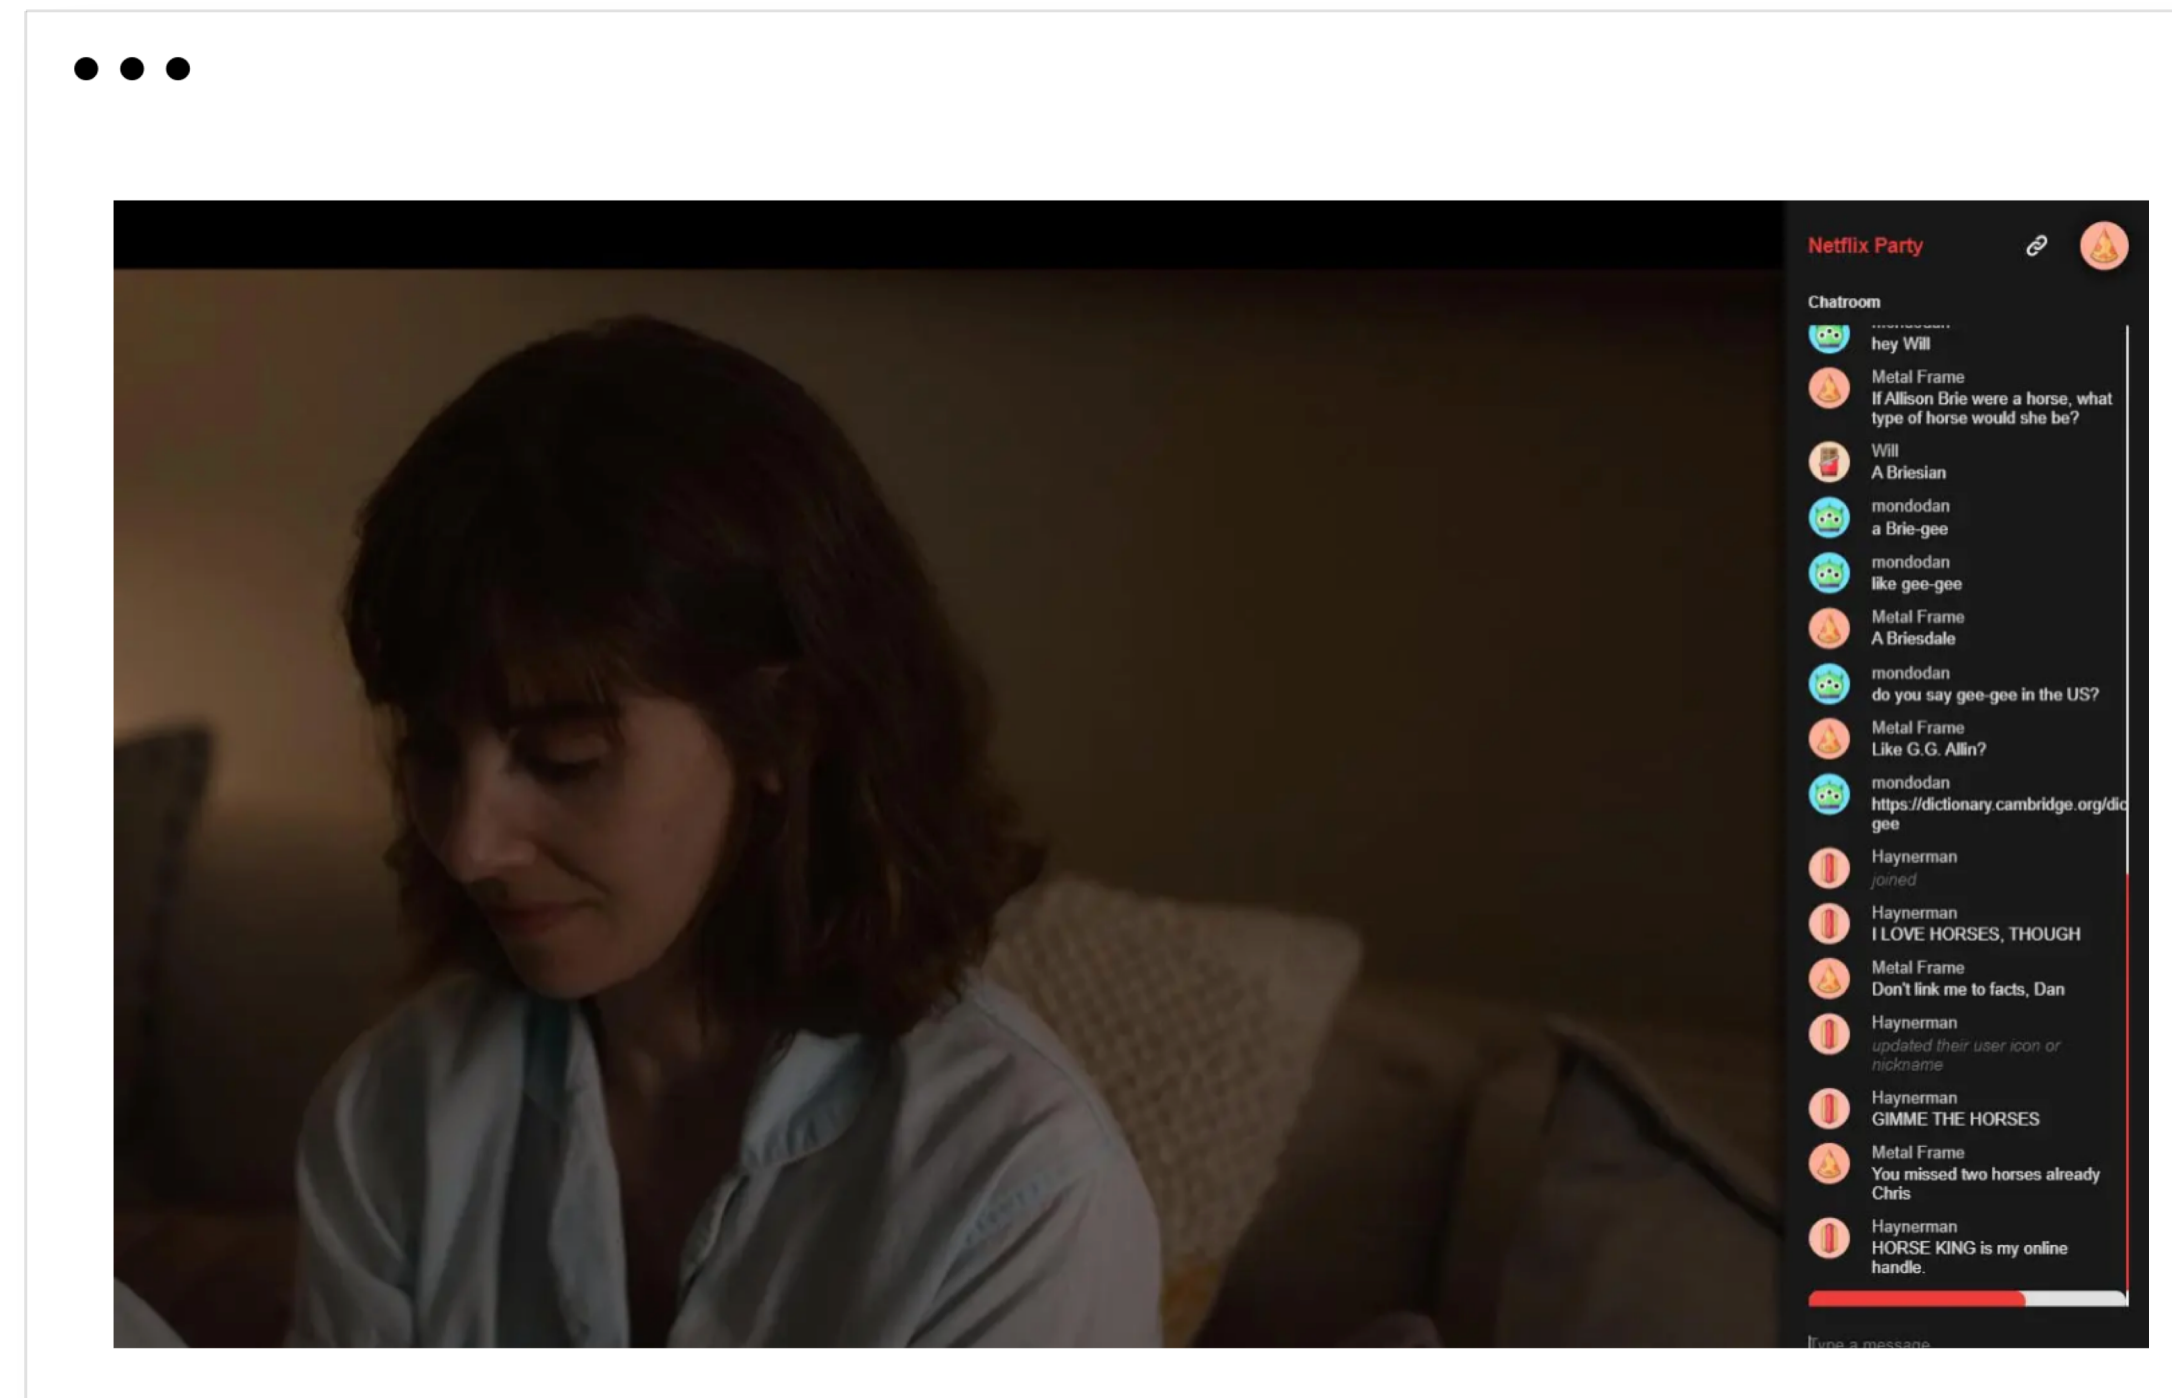 Netflix Party
Chatroom
mondodan
hey Will
Metal Frame
If Allison Brie were a horse, what
type of horse would she be?
Will
A Briesian
mondodan
a Brie-gee
mondodan
like gee-gee
Metal Frame
A Briesdale
mondodan
do you say gee-gee in the US?
Metal Frame
Like G.G. Allin?
mondodan
https://dictionary.cambridge.org/dic
gee
Haynerman
joined
Haynerman
I LOVE HORSES, THOUGH
Metal Frame
Don't link me to facts, Dan
Haynerman
updated their user icon or
nickname
Haynerman
GIMME THE HORSES
Metal Frame
You missed two horses already
Chris
Haynerman
HORSE KING is my online
handle.
Type a message